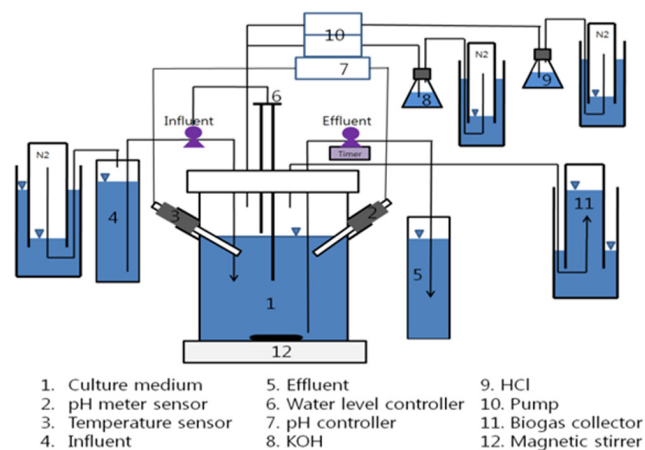 10
N2
N2
7
9
6
8
Influent
Effluent
Timer
N2
3
2
4
11
5
1
12
1. Culture medium
2. pH meter sensor
3. Temperature sensor
4. Influent
5. Effluent
6. Water level controller
7. pH controller
8. KOH
9. HCl
10. Pump
11. Biogas collector
12. Magnetic stirrer